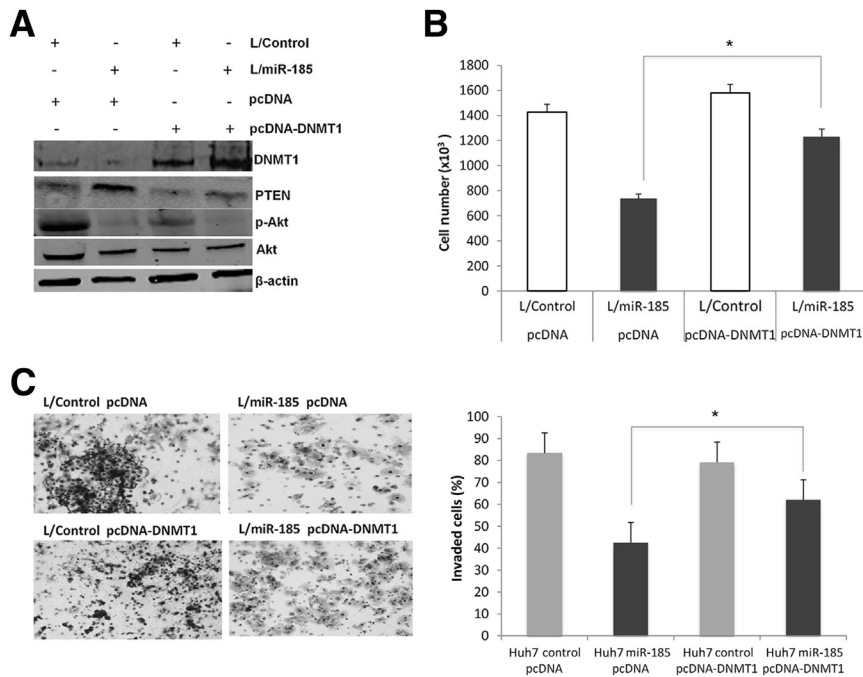 A
+ - + - L/Control
- + - + L/miR-185
+ + - - pcDNA
- - + + pcDNA-DNMT1
DNMT1
PTEN
p-Akt
Akt
β-actin
B
*
Cell number (x10³)
1800
1600
1400
1200
1000
800
600
400
200
0
L/Control L/miR-185 L/Control L/miR-185
pcDNA pcDNA pcDNA-DNMT1 pcDNA-DNMT1
C
L/Control pcDNA
L/miR-185 pcDNA
L/Control pcDNA-DNMT1
L/miR-185 pcDNA-DNMT1
*
Invaded cells (%)
100
90
80
70
60
50
40
30
20
10
0
Huh7 control Huh7 miR-185 Huh7 control Huh7 miR-185
pcDNA pcDNA pcDNA-DNMT1 pcDNA-DNMT1